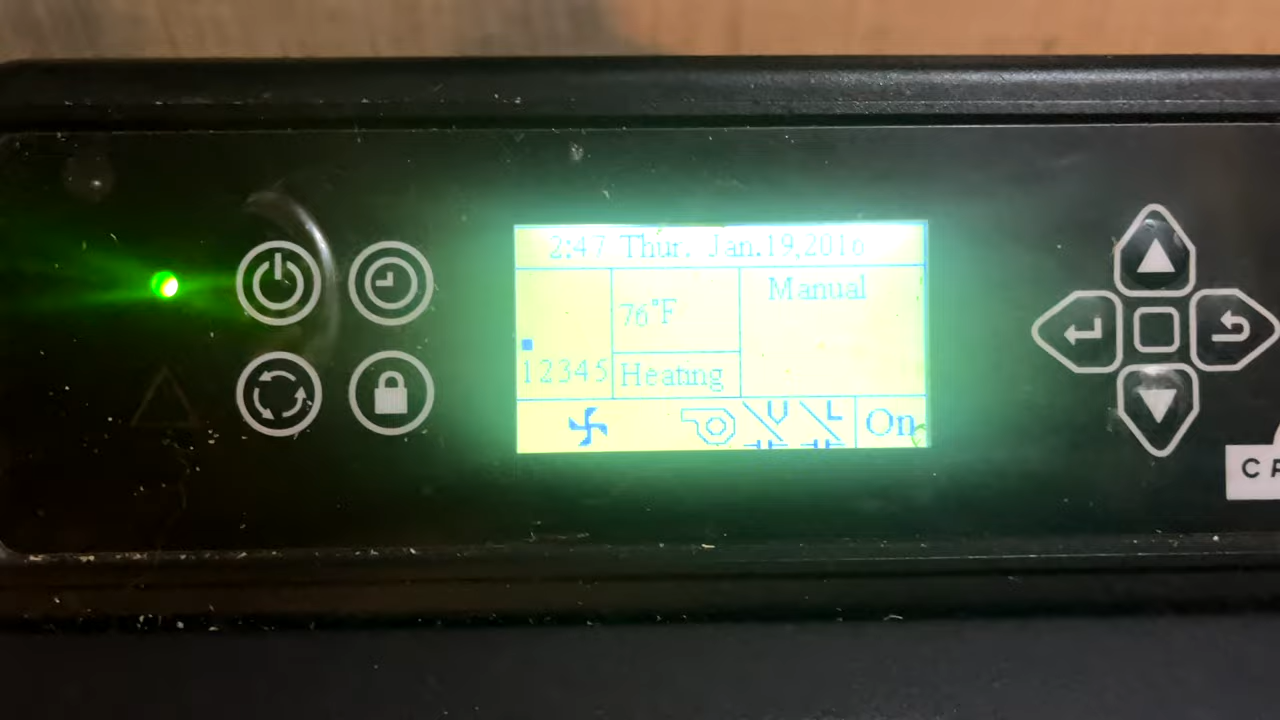 2:47 Thur. Jan.19,2016
76°F
Manual
12345
Heating
On